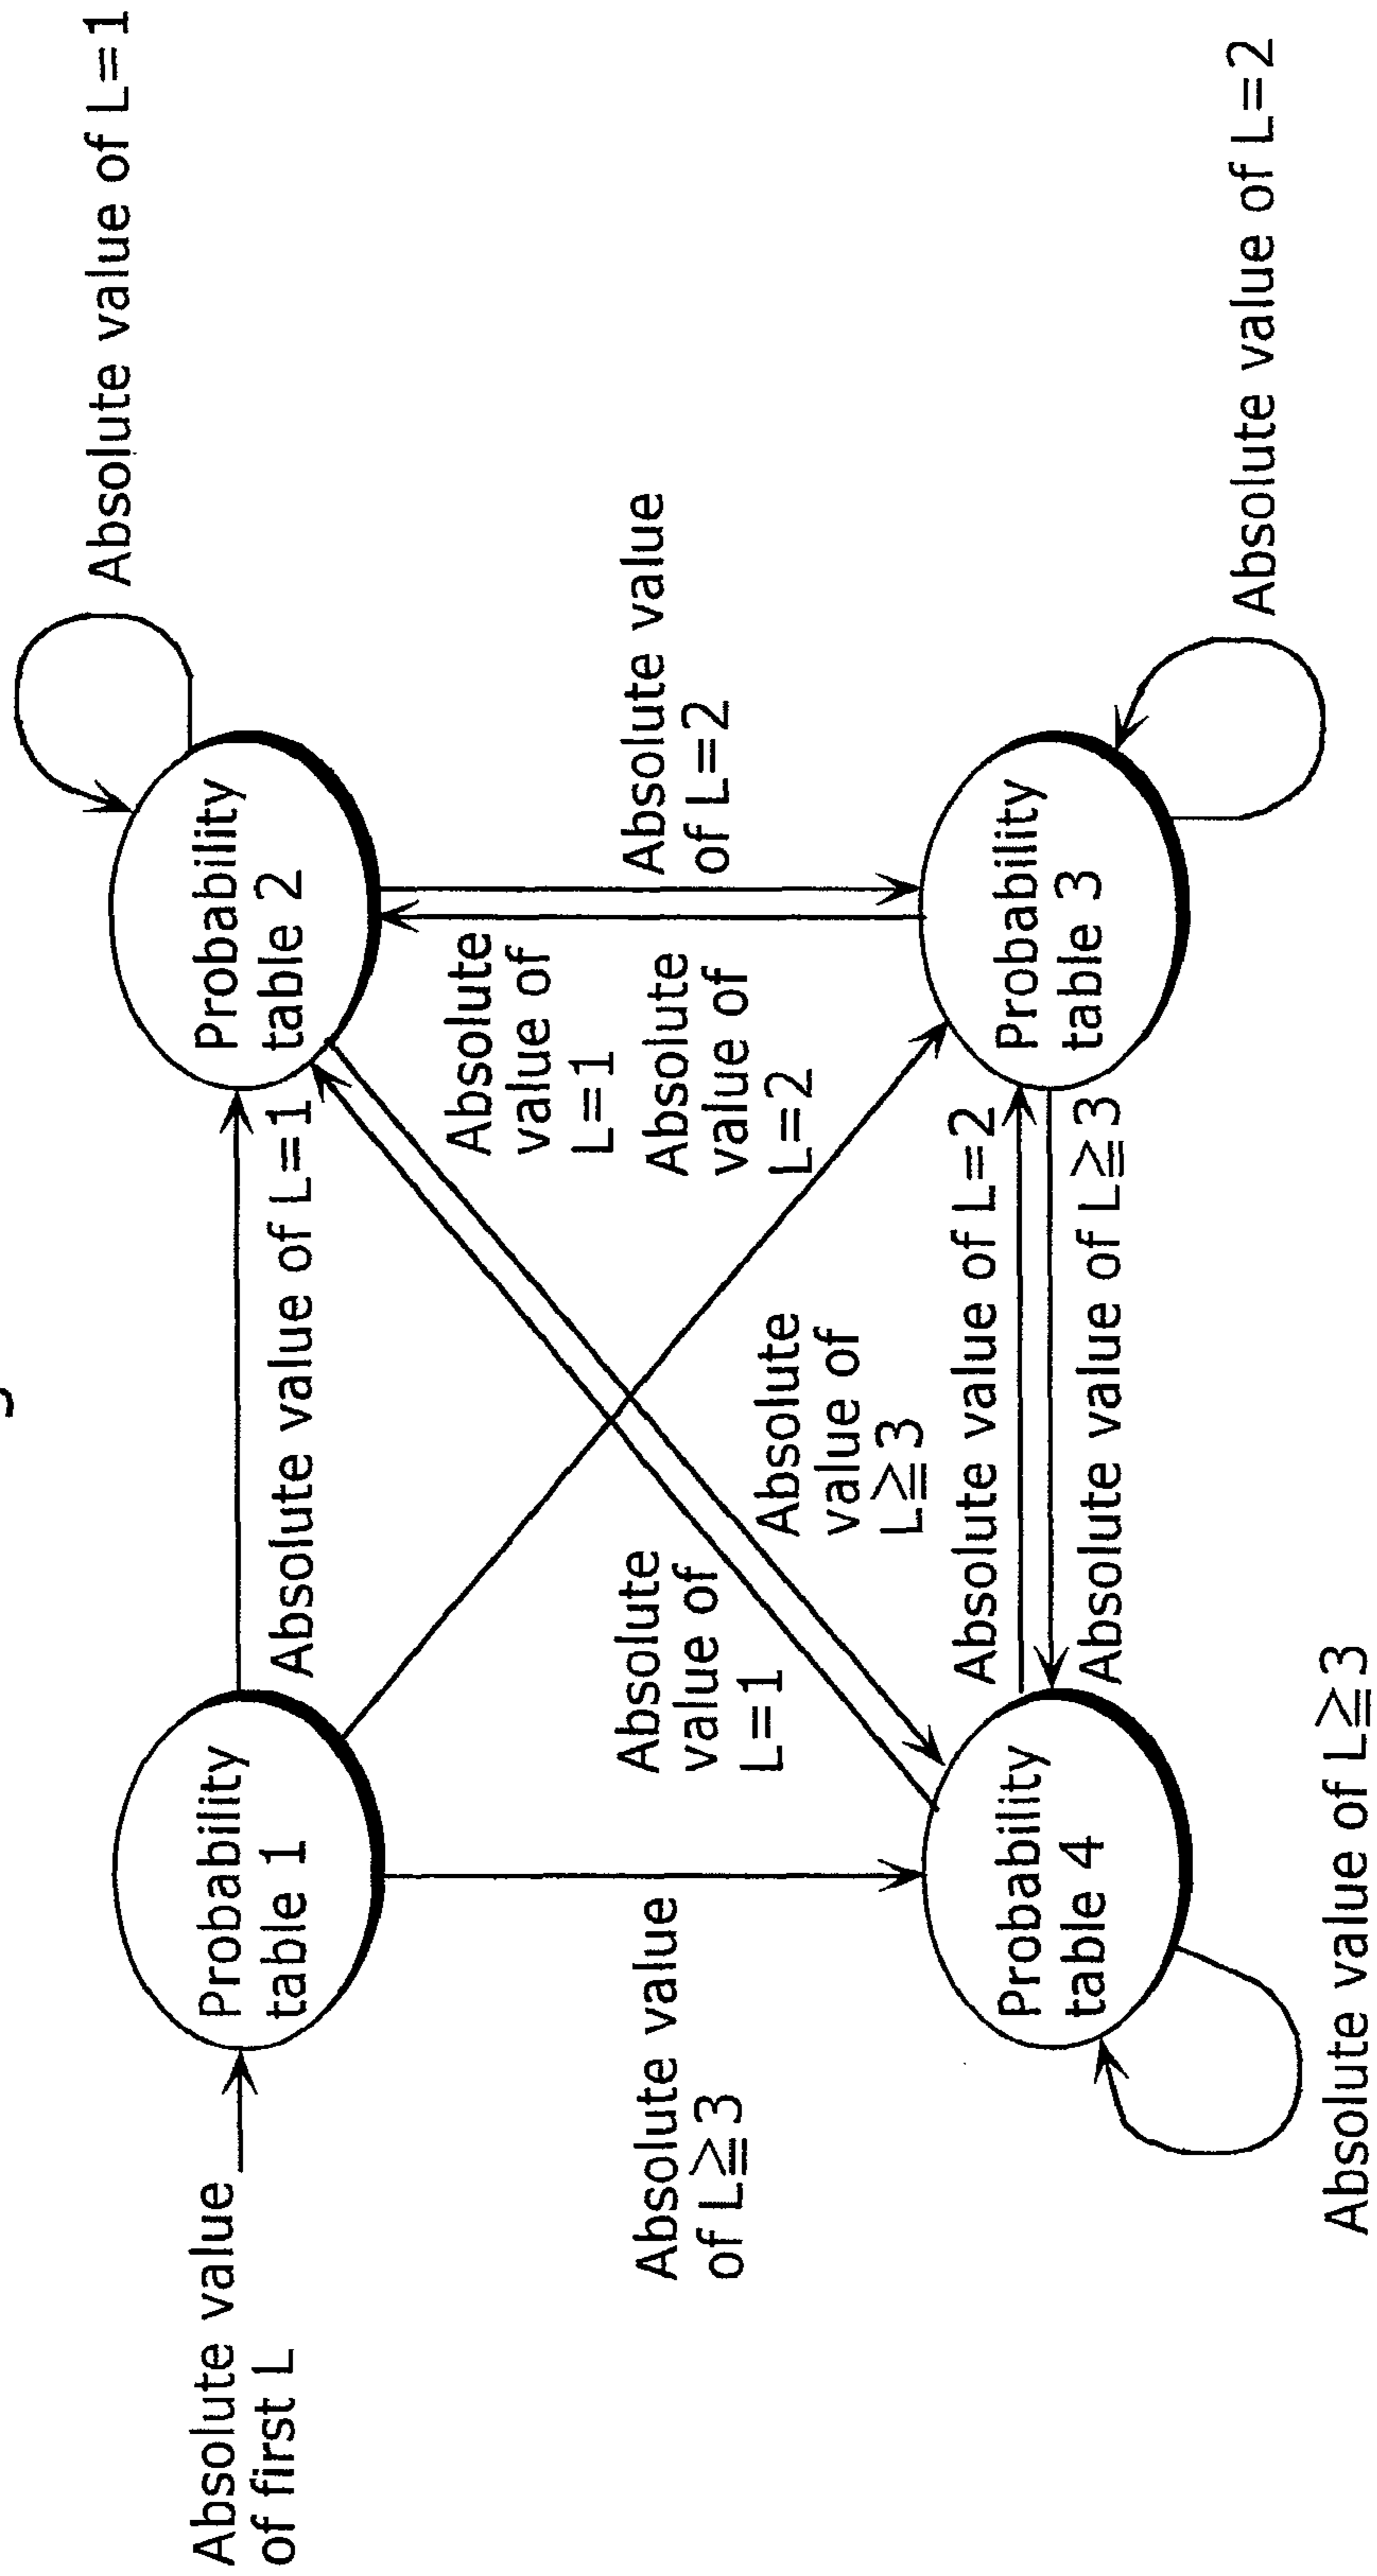 Absolute value
of first L
Probability
table 1
Absolute value of L=1
Probability
table 2
Absolute value of L=1
Absolute
value of
L=1
Absolute value
of L=2
Absolute
value of
L=2
Absolute value
of L≧3
Absolute
value of
L=1
Absolute
value of
L≧3
Absolute value of L=2
Absolute value of L≧3
Probability
table 4
Probability
table 3
Absolute value of L≧3
Absolute value of L=2